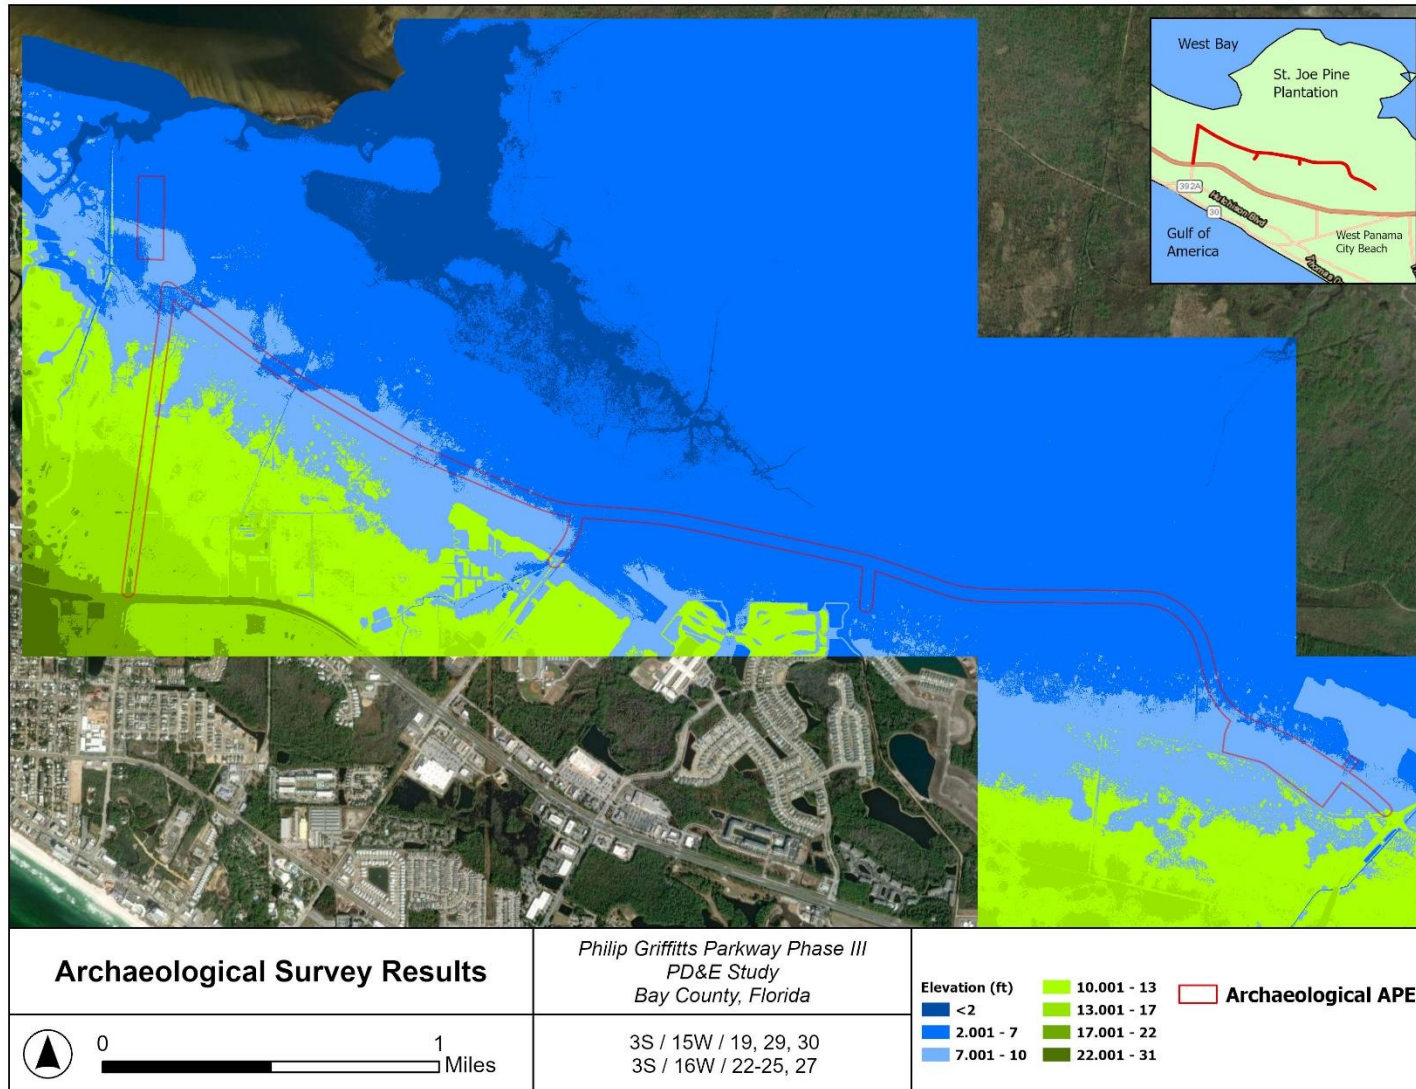 West Bay
St. Joe Pine
Plantation
392A
Hutchison Blvd
30
Gulf of
America
West Panama
City Beach
Thomas D
Archaeological Survey Results
Philip Griffitts Parkway Phase III
PD&E Study
Bay County, Florida
0 1
Miles
3S / 15W / 19, 29, 30
3S / 16W / 22-25, 27
Elevation (ft)
<2
2.001 - 7
7.001 - 10
10.001 - 13
13.001 - 17
17.001 - 22
22.001 - 31
Archaeological APE